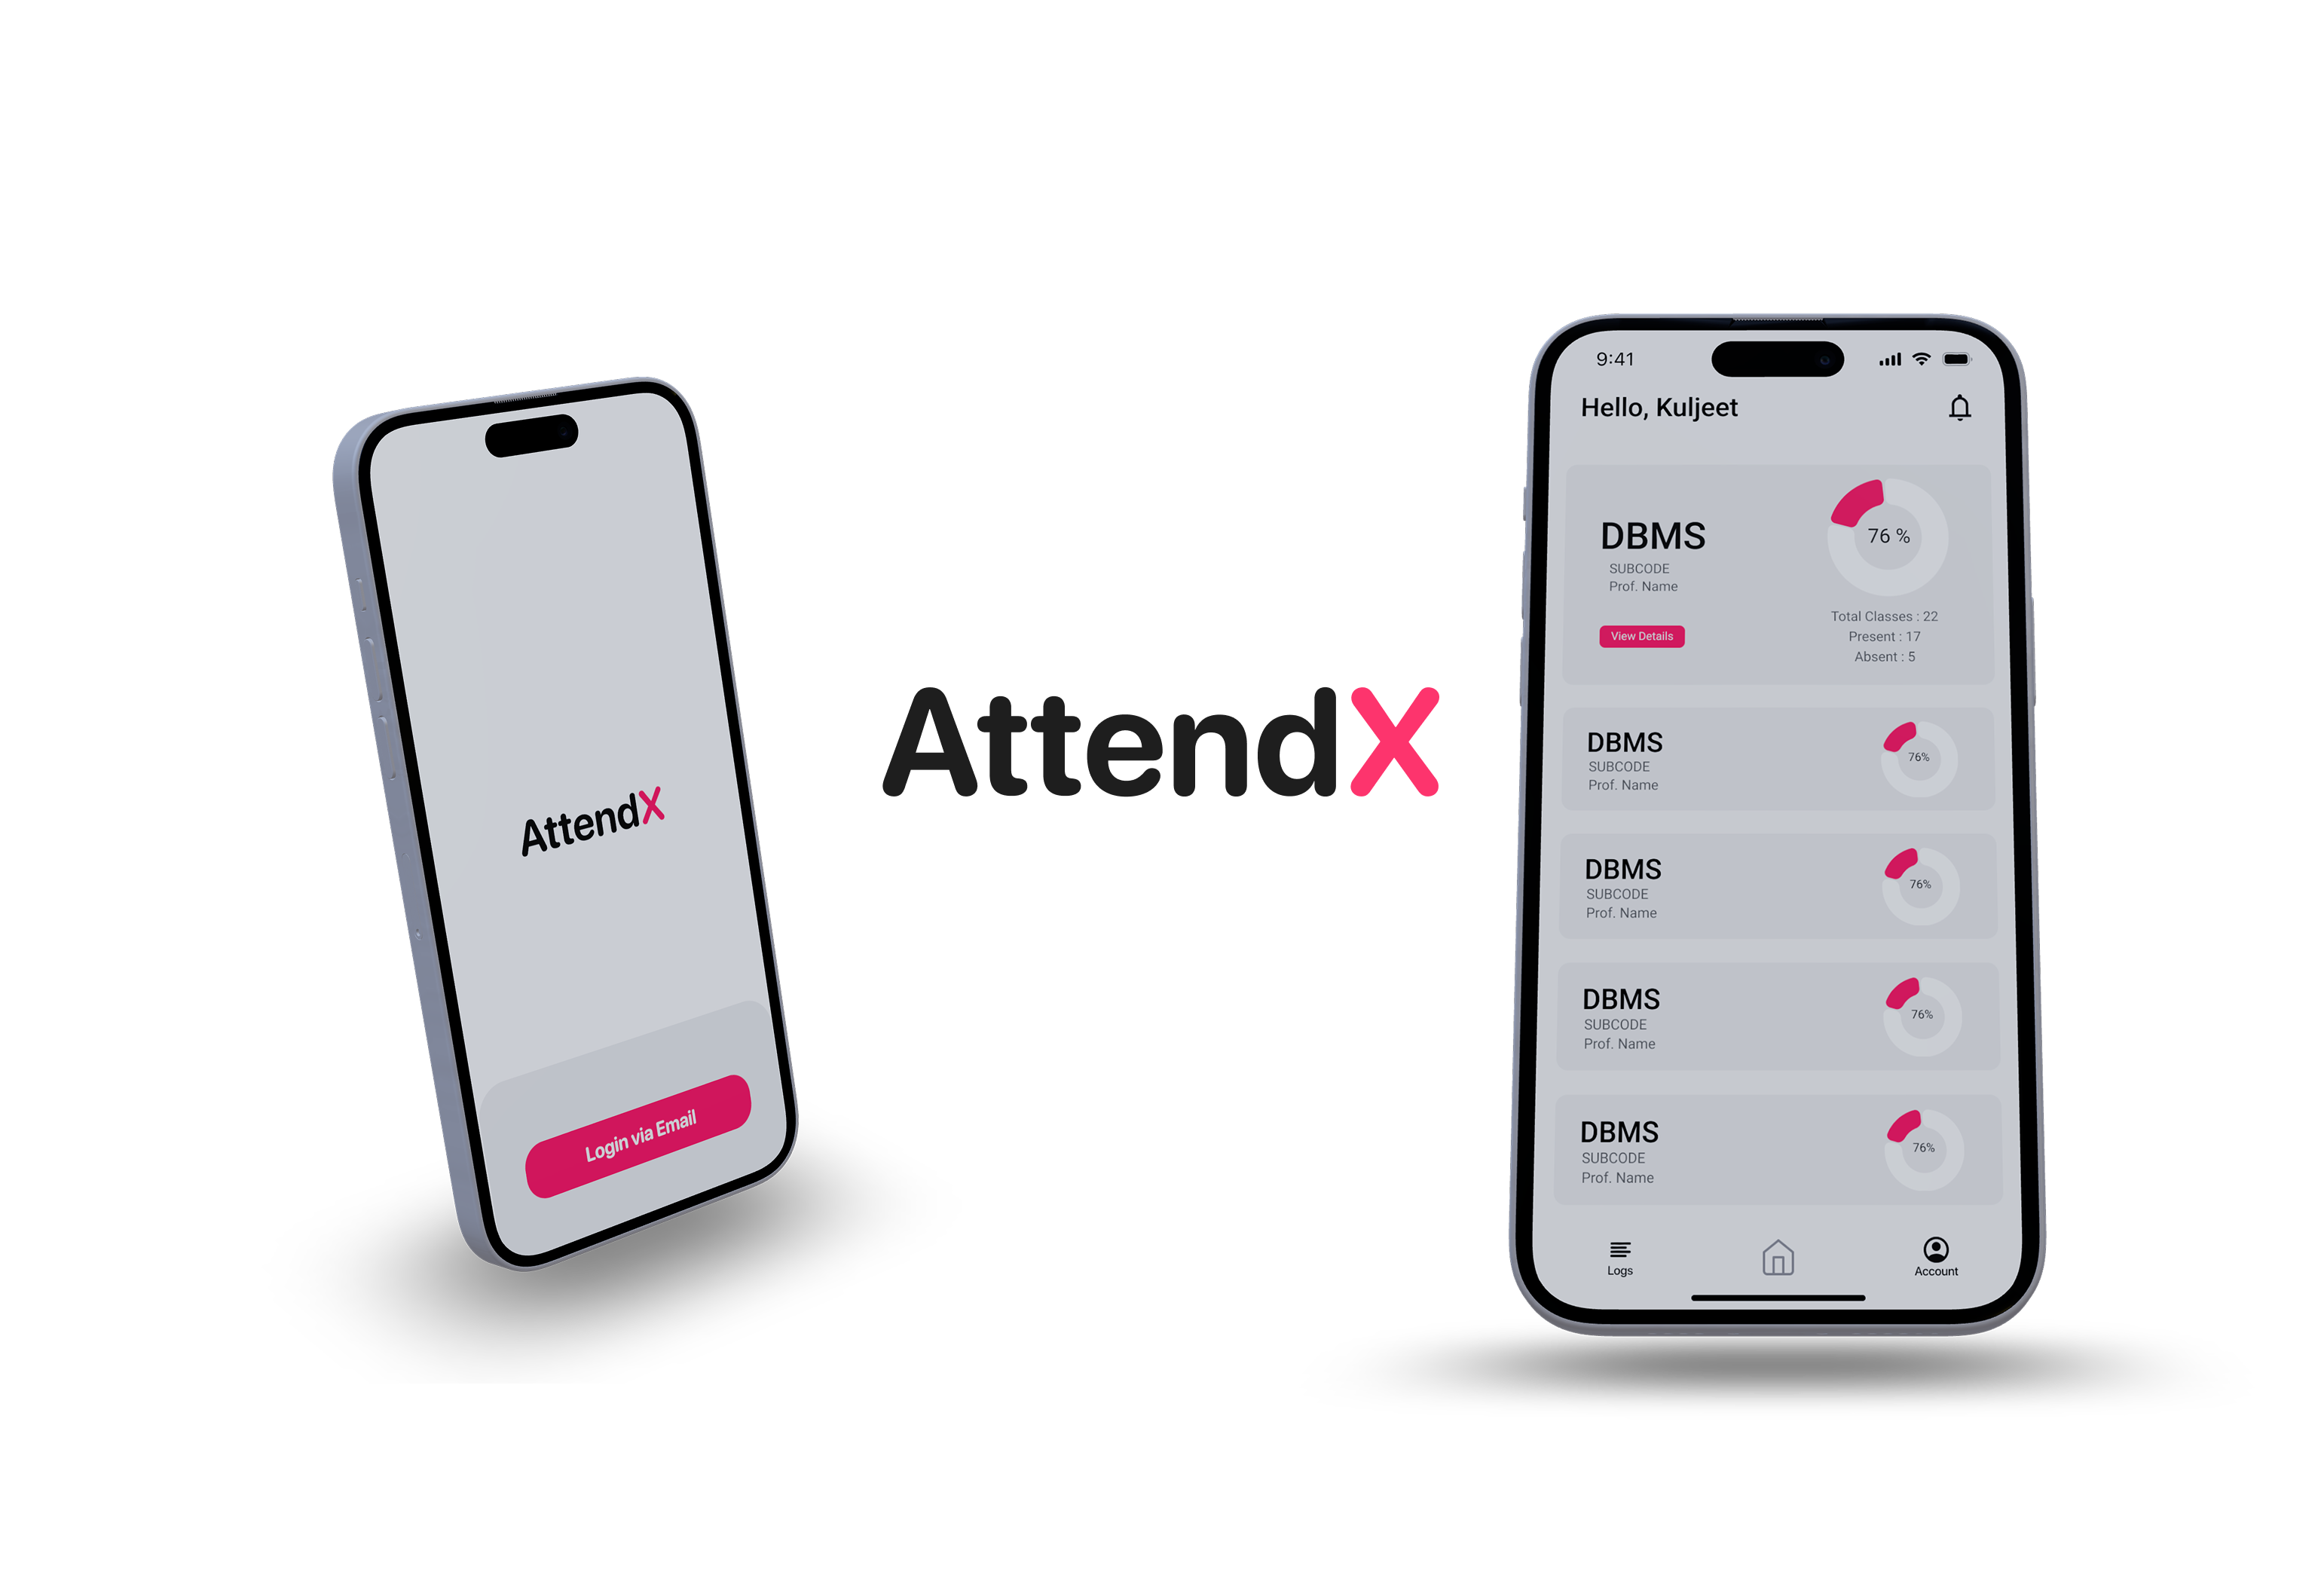 AttendX
Login via Email
AttendX
9:41
Hello, Kuljeet
DBMS
SUBCODE
Prof. Name
View Details
76 %
Total Classes : 22
Present : 17
Absent : 5
DBMS
SUBCODE
Prof. Name
76%
DBMS
SUBCODE
Prof. Name
76%
DBMS
SUBCODE
Prof. Name
76%
DBMS
SUBCODE
Prof. Name
76%
Logs
Account